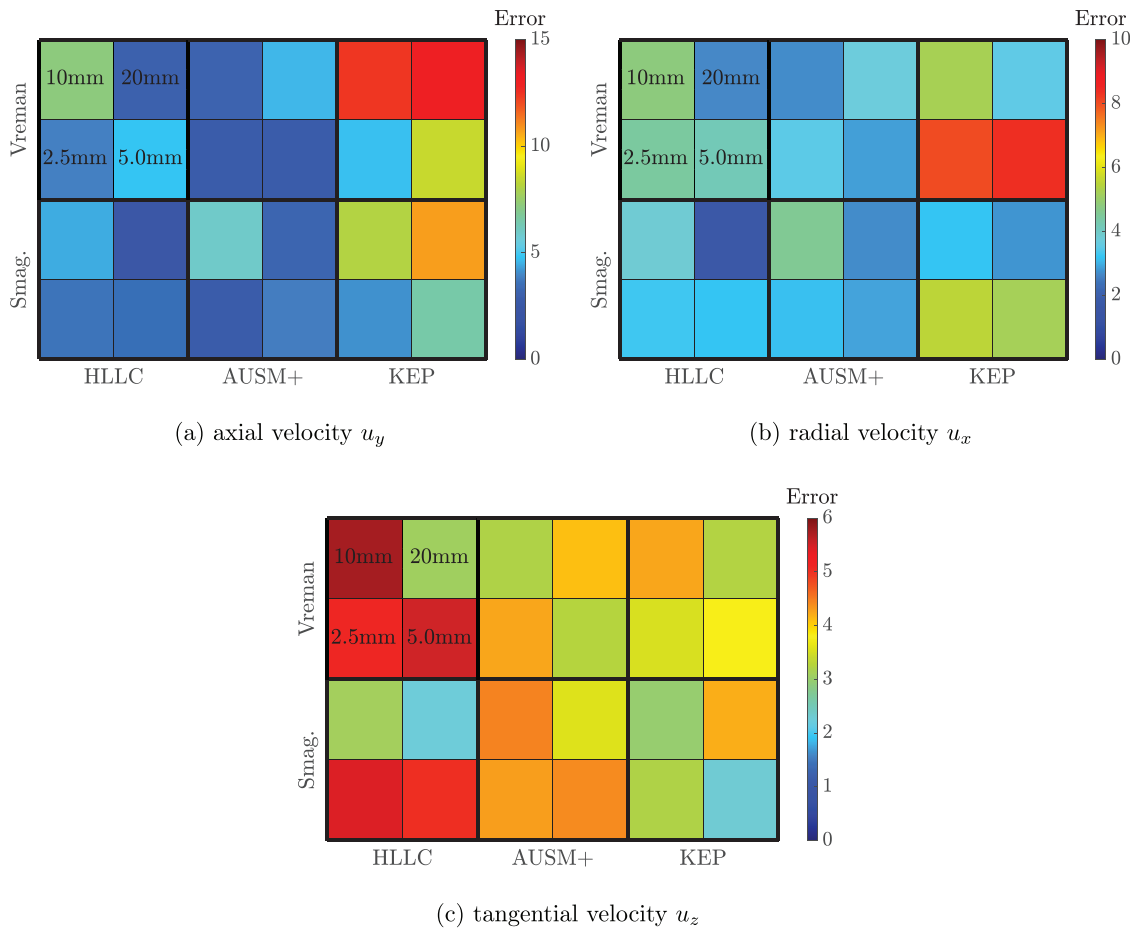 Error
15
10
5
0
Vreman
Smag.
10mm 20mm
2.5mm 5.0mm
HLLC AUSM+ KEP
(a) axial velocity u_y
Error
10
8
6
4
2
0
Vreman
Smag.
10mm 20mm
2.5mm 5.0mm
HLLC AUSM+ KEP
(b) radial velocity u_x
Error
6
5
4
3
2
1
0
Vreman
Smag.
10mm 20mm
2.5mm 5.0mm
HLLC AUSM+ KEP
(c) tangential velocity u_z